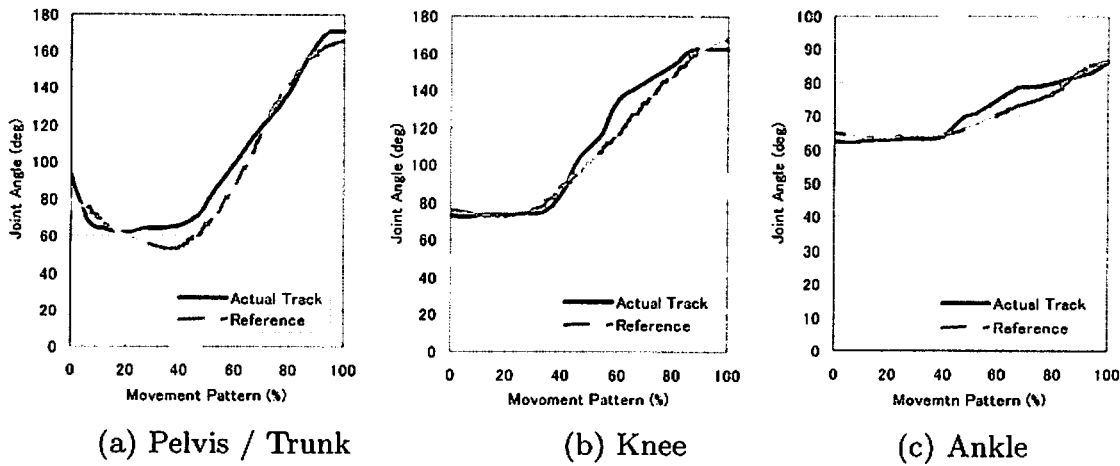 180
160
140
120
100
80
60
40
20
0
Joint Angle (deg)
Actual Track
Reference
0 20 40 60 80 100
Movement Pattern (%)
(a) Pelvis / Trunk
180
160
140
120
100
80
60
40
20
0
Joint Angle (deg)
Actual Track
Reference
0 20 40 60 80 100
Movoment Pattern (%)
(b) Knee
100
90
80
70
60
50
40
30
20
10
0
Joint Angle (deg)
Actual Track
Reference
0 20 40 60 80 100
Movemtn Pattern (%)
(c) Ankle